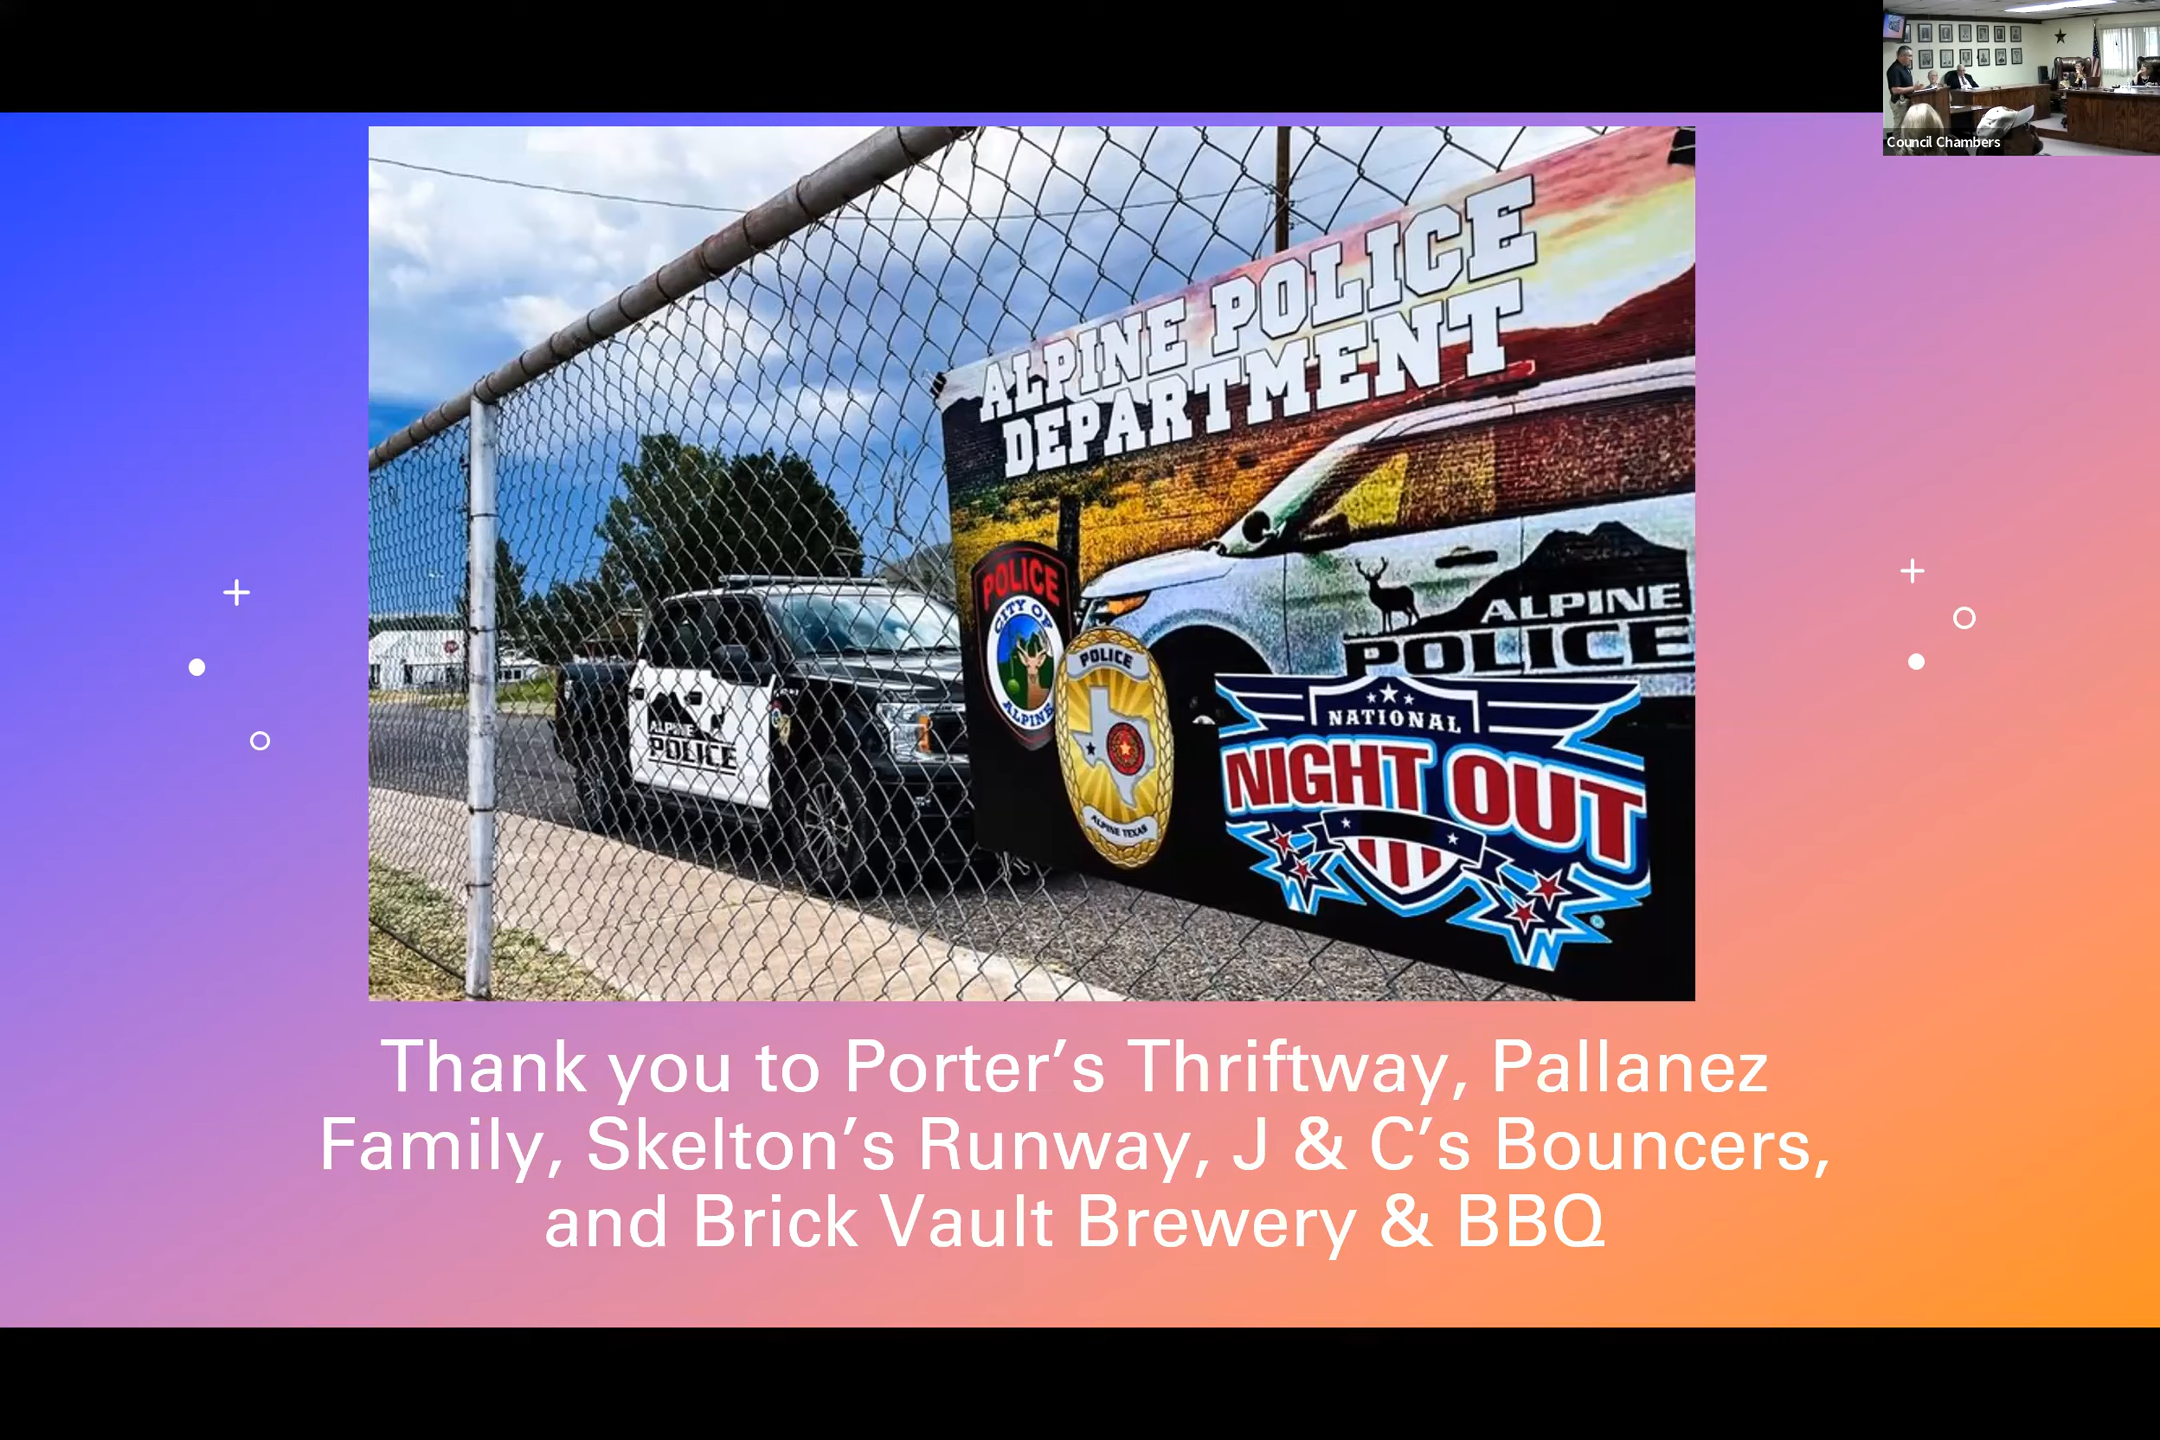 Council Chambers
ALPINE POLICE
DEPARTMENT
POLICE
CITY OF
ALPINE
POLICE
ALPINE TEXAS
ALPINE
POLICE
NATIONAL
NIGHT OUT
ALPINE
POLICE
Thank you to Porter’s Thriftway, Pallanez
Family, Skelton’s Runway, J & C’s Bouncers,
and Brick Vault Brewery & BBQ